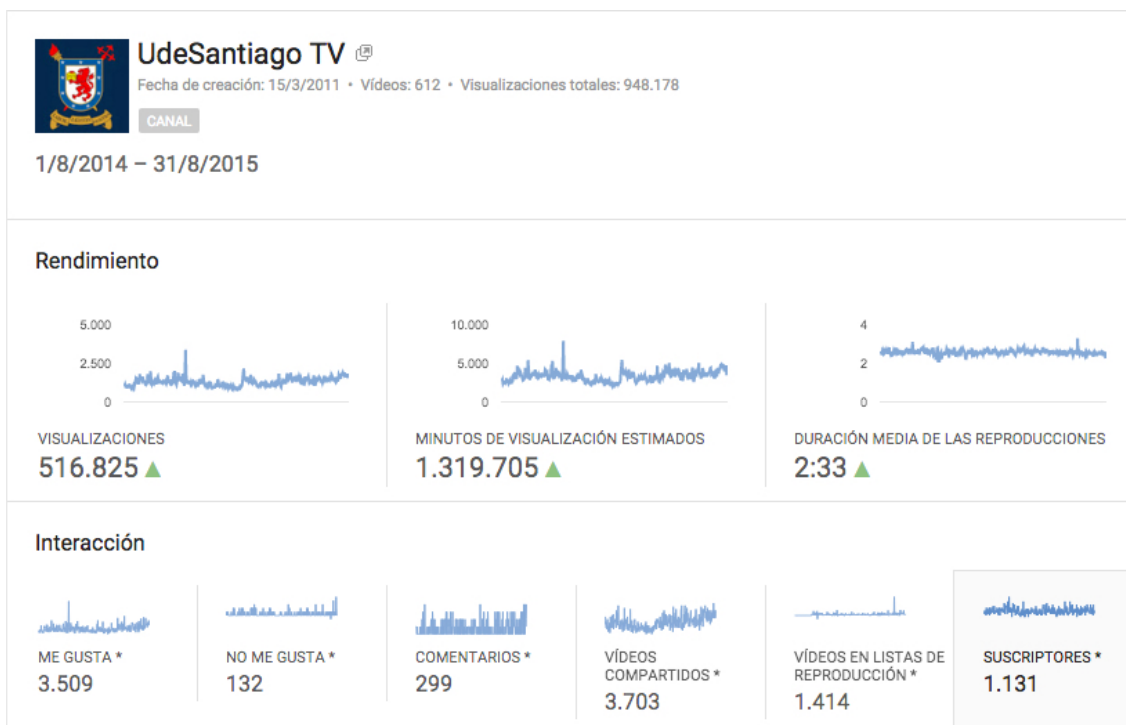 UdeSantiago TV
Fecha de creación: 15/3/2011 • Vídeos: 612 • Visualizaciones totales: 948.178
CANAL
1/8/2014 – 31/8/2015
Rendimiento
5.000
2.500
0
VISUALIZACIONES
516.825
10.000
5.000
0
MINUTOS DE VISUALIZACIÓN ESTIMADOS
1.319.705
4
2
0
DURACIÓN MEDIA DE LAS REPRODUCCIONES
2:33
Interacción
ME GUSTA *
3.509
NO ME GUSTA *
132
COMENTARIOS *
299
VÍDEOS
COMPARTIDOS *
3.703
VÍDEOS EN LISTAS DE
REPRODUCCIÓN *
1.414
SUSCRIPTORES *
1.131